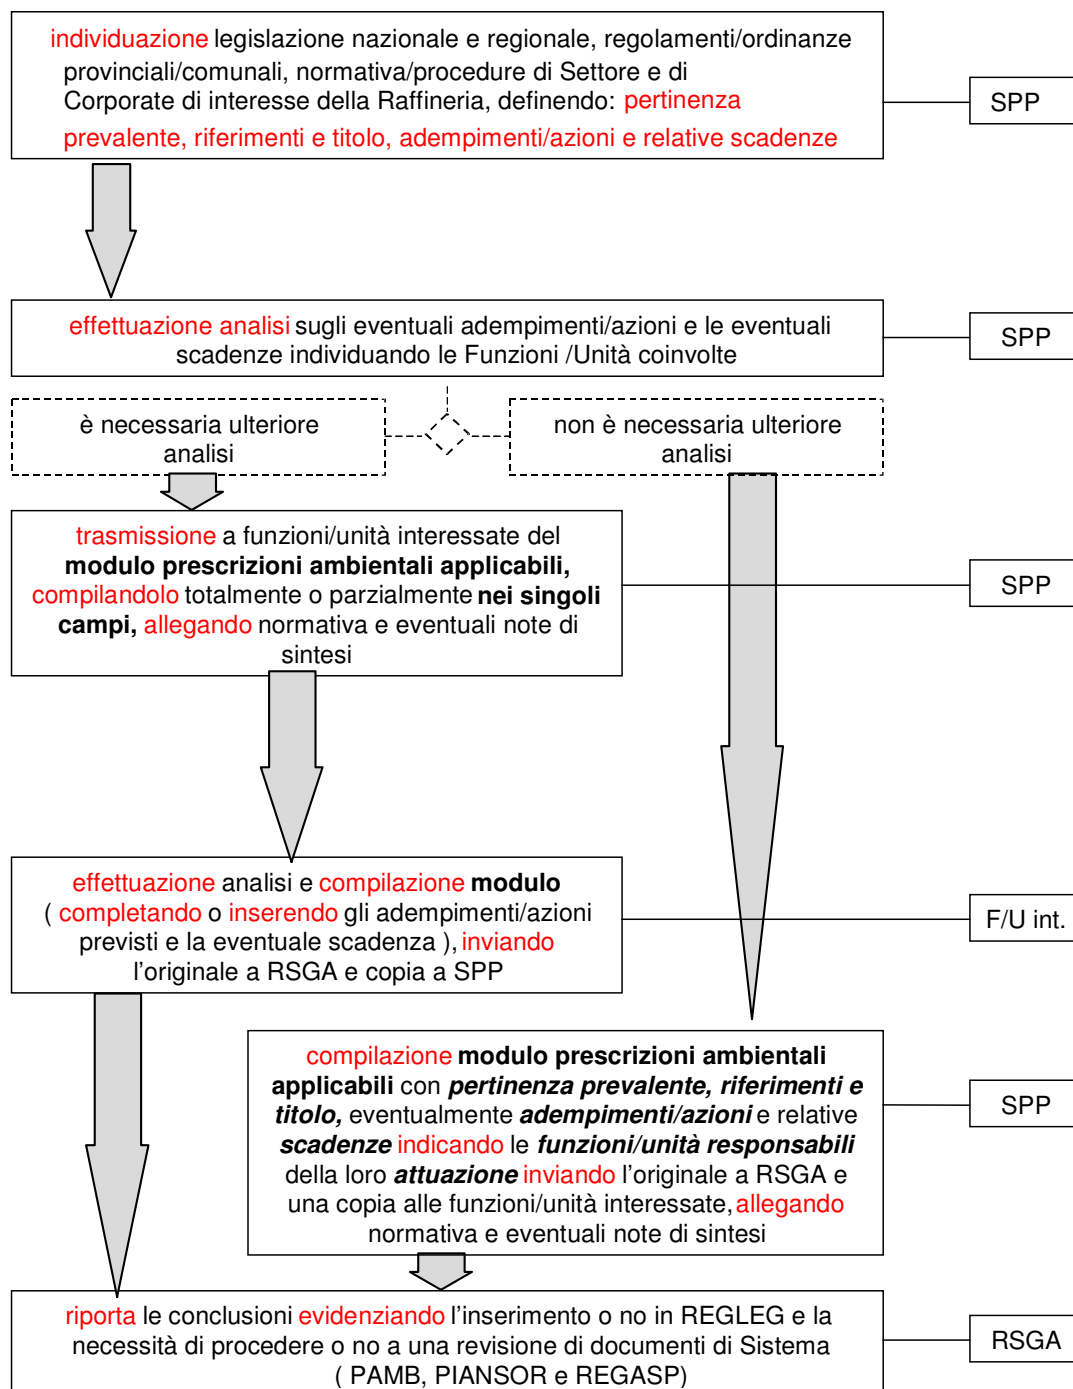 individuazione legislazione nazionale e regionale, regolamenti/ordinanze
provinciali/comunali, normativa/procedure di Settore e di
Corporate di interesse della Raffineria, definendo: pertinenza
prevalente, riferimenti e titolo, adempimenti/azioni e relative scadenze
SPP
effettuazione analisi sugli eventuali adempimenti/azioni e le eventuali
scadenze individuando le Funzioni /Unità coinvolte
SPP
è necessaria ulteriore
analisi
non è necessaria ulteriore
analisi
trasmissione a funzioni/unità interessate del
modulo prescrizioni ambientali applicabili,
compilandolo totalmente o parzialmente nei singoli
campi, allegando normativa e eventuali note di
sintesi
SPP
effettuazione analisi e compilazione modulo
( completando o inserendo gli adempimenti/azioni
previsti e la eventuale scadenza ), inviando
l'originale a RSGA e copia a SPP
F/U int.
compilazione modulo prescrizioni ambientali
applicabili con pertinenza prevalente, riferimenti e
titolo, eventualmente adempimenti/azioni e relative
scadenze indicando le funzioni/unità responsabili
della loro attuazione inviando l'originale a RSGA e
una copia alle funzioni/unità interessate, allegando
normativa e eventuali note di sintesi
SPP
riporta le conclusioni evidenziando l'inserimento o no in REGLEG e la
necessità di procedere o no a una revisione di documenti di Sistema
( PAMB, PIANSOR e REGASP)
RSGA